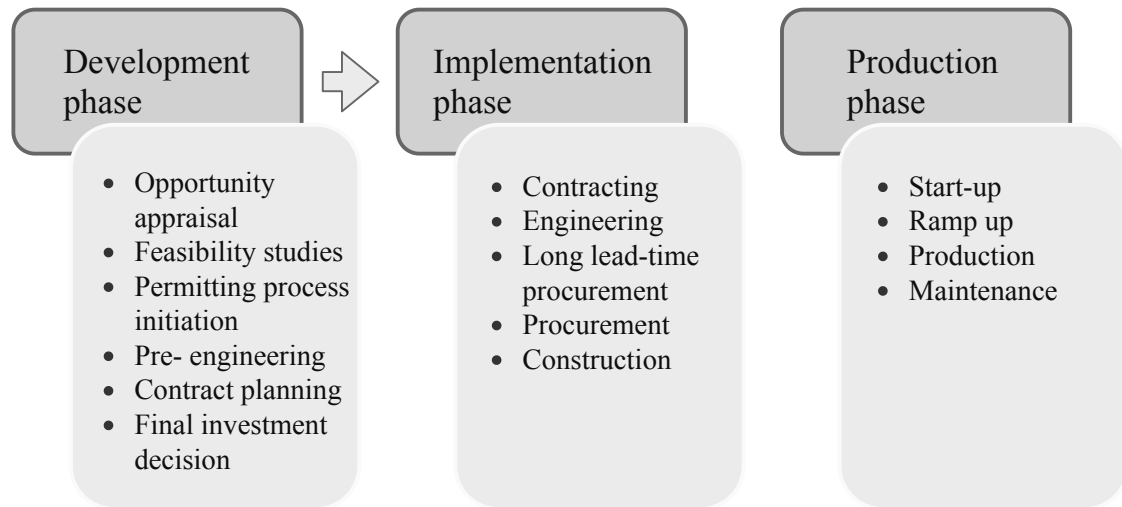 Development
phase
• Opportunity
appraisal
• Feasibility studies
• Permitting process
initiation
• Pre- engineering
• Contract planning
• Final investment
decision
Implementation
phase
• Contracting
• Engineering
• Long lead-time
procurement
• Procurement
• Construction
Production
phase
• Start-up
• Ramp up
• Production
• Maintenance